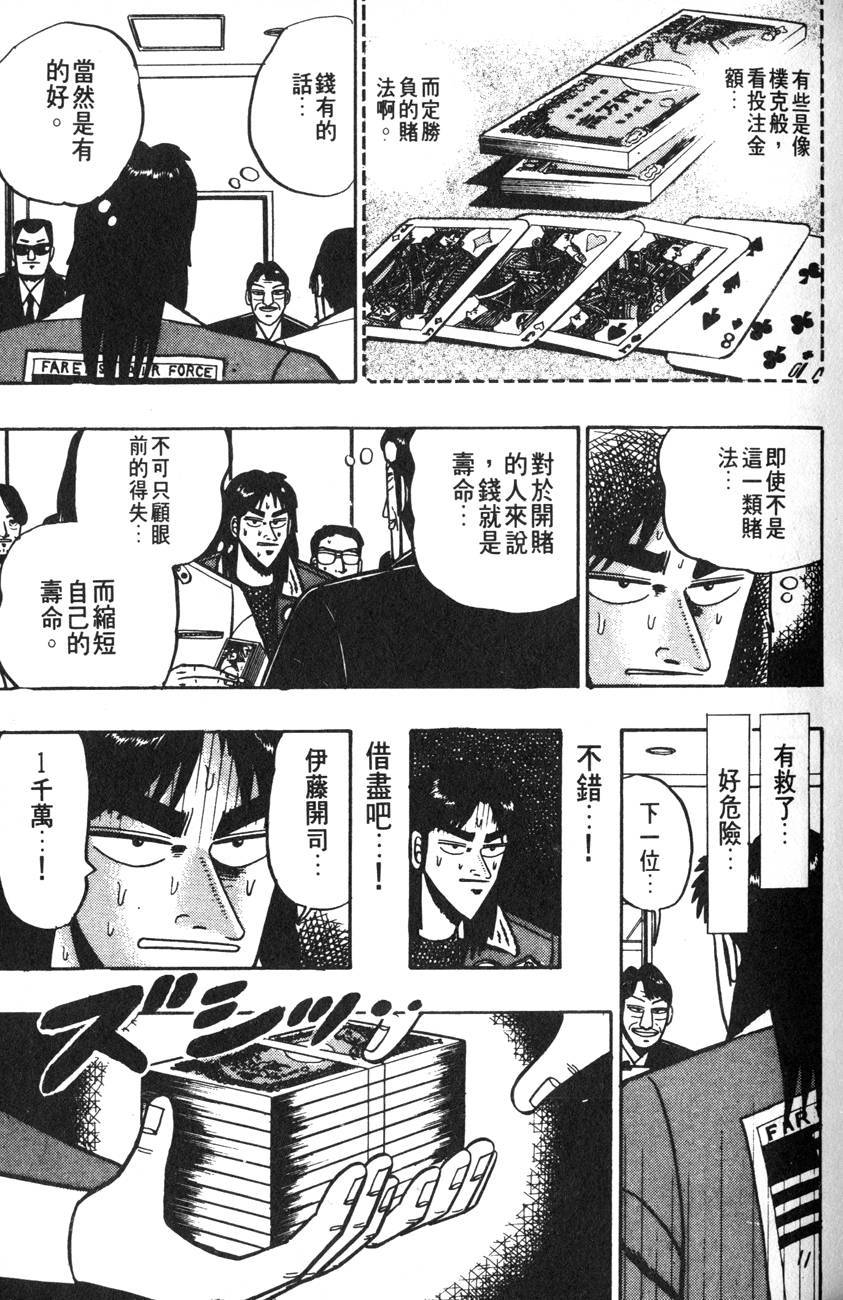 有些是像
樸克般，
看投注金
額…
而定勝
負的賭
法啊。
錢有的
話…
當然是有
的好。
FARE
S
IR FORCE
即使不是
這一類賭
法…
對於開賭
的人來說
，錢就是
壽命…
不可只顧眼
前的得失…
而縮短
自己的
壽命。
有救了…
好危險…
下一位…
不錯…！
借盡吧…！
伊藤開司…
1千萬…！
FAR
ズシッ…
11